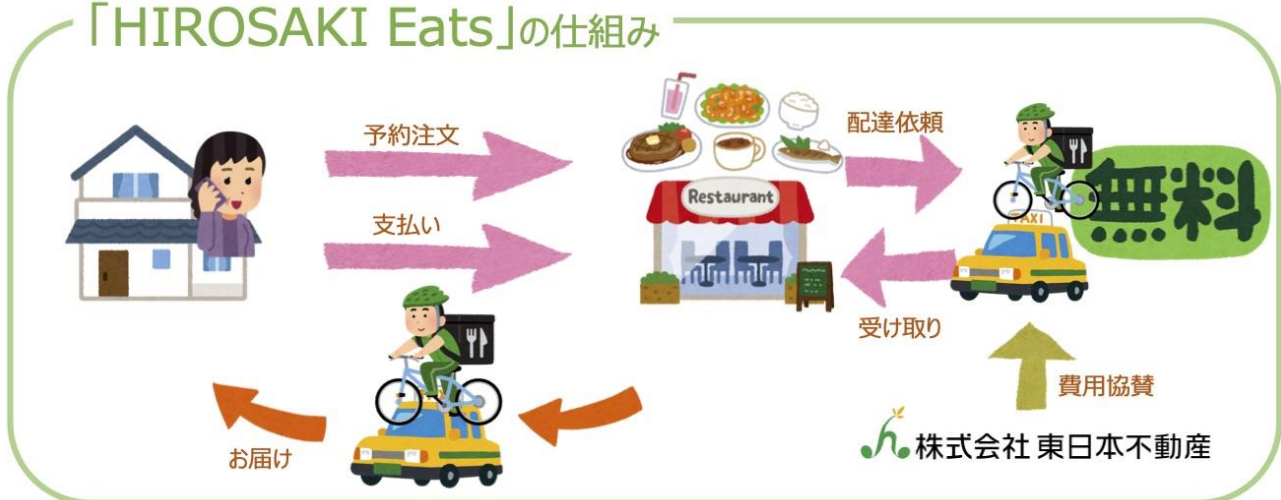 「HIROSAKI Eats」の仕組み
予約注文
支払い
Restaurant
配達依頼
受け取り
TAXI
無料
費用協賛
株式会社 東日本不動産
お届け